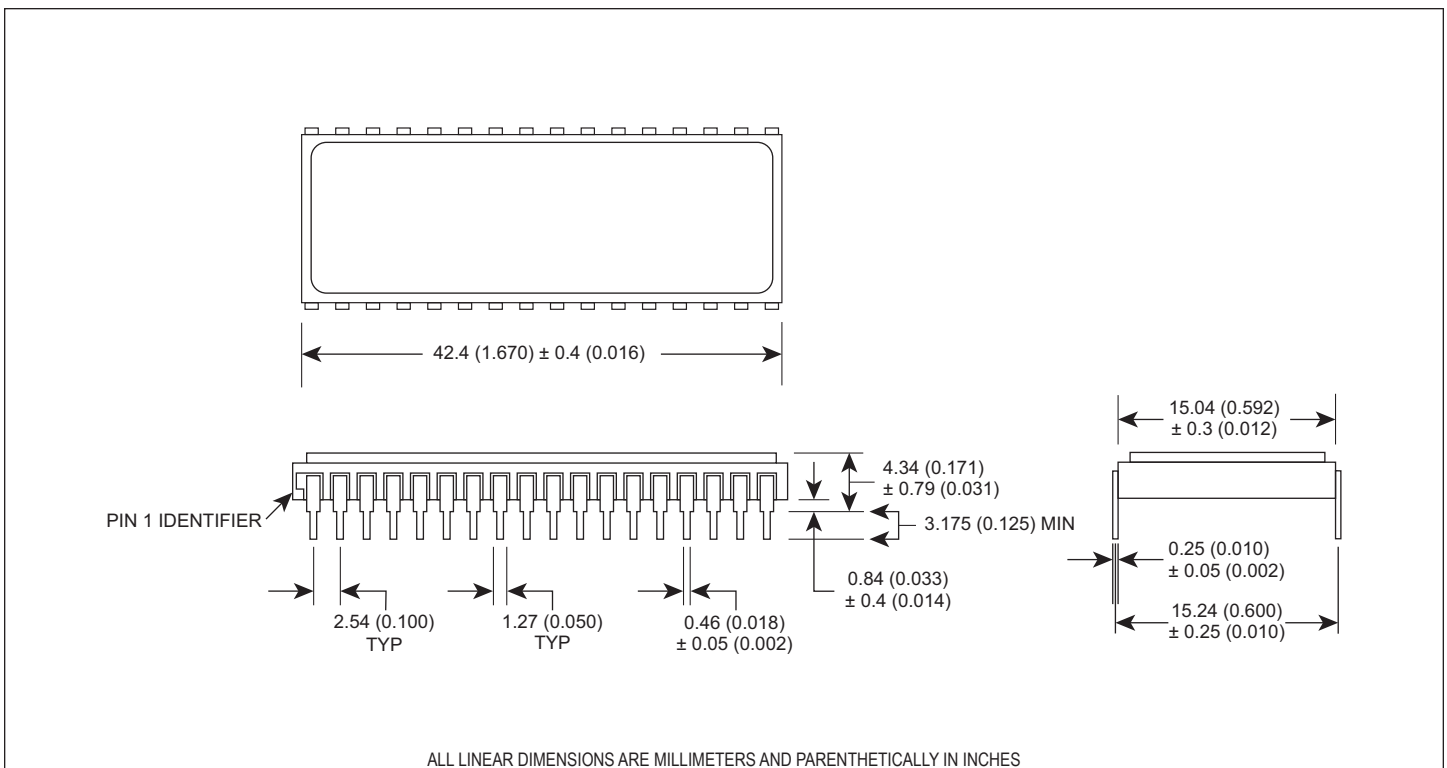 42.4 (1.670) ± 0.4 (0.016)
15.04 (0.592)
± 0.3 (0.012)
4.34 (0.171)
± 0.79 (0.031)
PIN 1 IDENTIFIER
3.175 (0.125) MIN
0.84 (0.033)
± 0.4 (0.014)
0.25 (0.010)
± 0.05 (0.002)
2.54 (0.100)
TYP
1.27 (0.050)
TYP
0.46 (0.018)
± 0.05 (0.002)
15.24 (0.600)
± 0.25 (0.010)
ALL LINEAR DIMENSIONS ARE MILLIMETERS AND PARENTHETICALLY IN INCHES